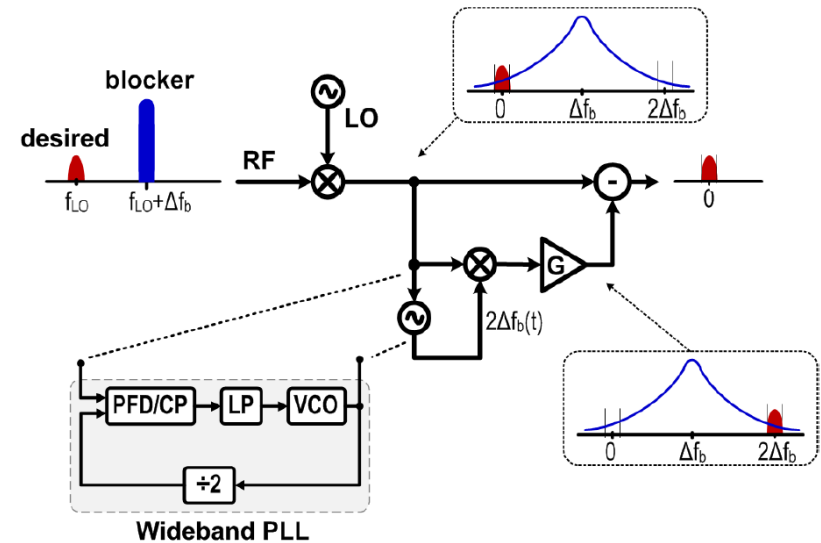 blocker
desired
f_LO
f_LO+Δf_b
LO
RF
0
Δf_b
2Δf_b
-
0
G
2Δf_b(t)
0
Δf_b
2Δf_b
PFD/CP
LP
VCO
÷2
Wideband PLL